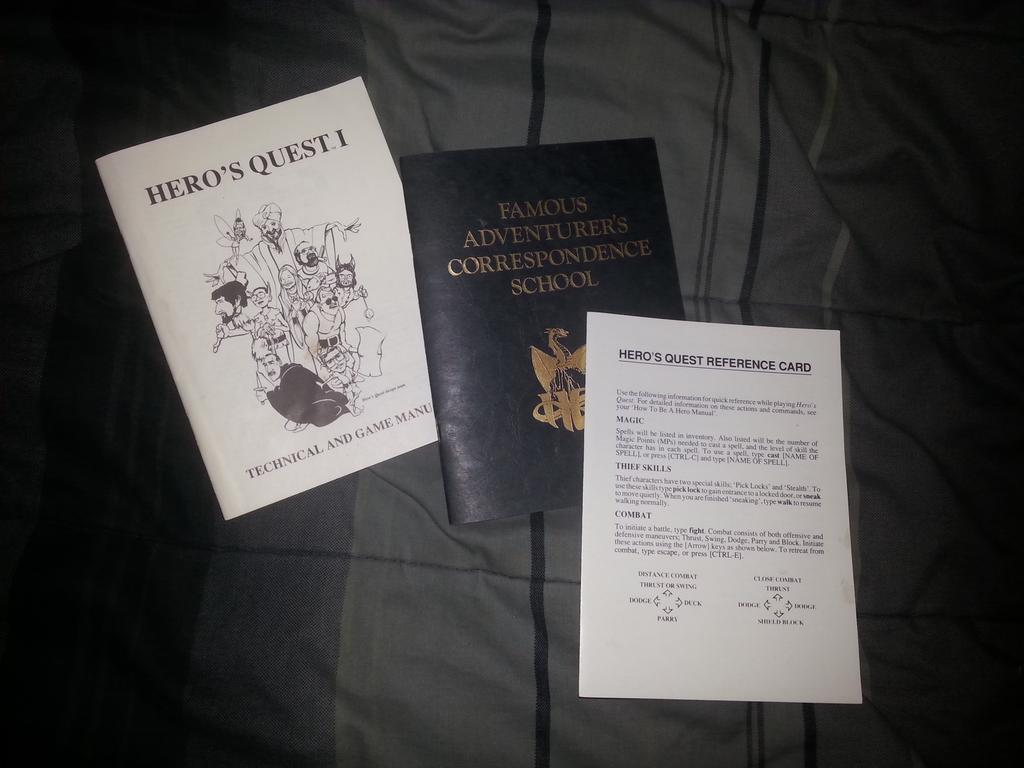 HERO'S QUEST I
Hero's Quest design team.
TECHNICAL AND GAME MANU
FAMOUS
ADVENTURER'S
CORRESPONDENCE
SCHOOL
HERO'S QUEST REFERENCE CARD
Use the following information for quick reference while playing Hero's
Quest. For detailed information on these actions and commands, see
your 'How To Be A Hero Manual'.
MAGIC
Spells will be listed in inventory. Also listed will be the number of
Magic Points (MPs) needed to cast a spell, and the level of skill the
character has in each spell. To use a spell, type cast [NAME OF
SPELL], or press [CTRL-C] and type [NAME OF SPELL].
THIEF SKILLS
Thief characters have two special skills; 'Pick Locks' and 'Stealth'. To
use these skills type pick lock to gain entrance to a locked door, or sneak
to move quietly. When you are finished 'sneaking', type walk to resume
walking normally.
COMBAT
To initiate a battle, type fight. Combat consists of both offensive and
defensive maneuvers; Thrust, Swing, Dodge, Parry and Block. Initiate
these actions using the [Arrow] keys as shown below. To retreat from
combat, type escape, or press [CTRL-E].
DISTANCE COMBAT
THRUST OR SWING
DODGE DUCK
PARRY
CLOSE COMBAT
THRUST
DODGE DODGE
SHIELD BLOCK